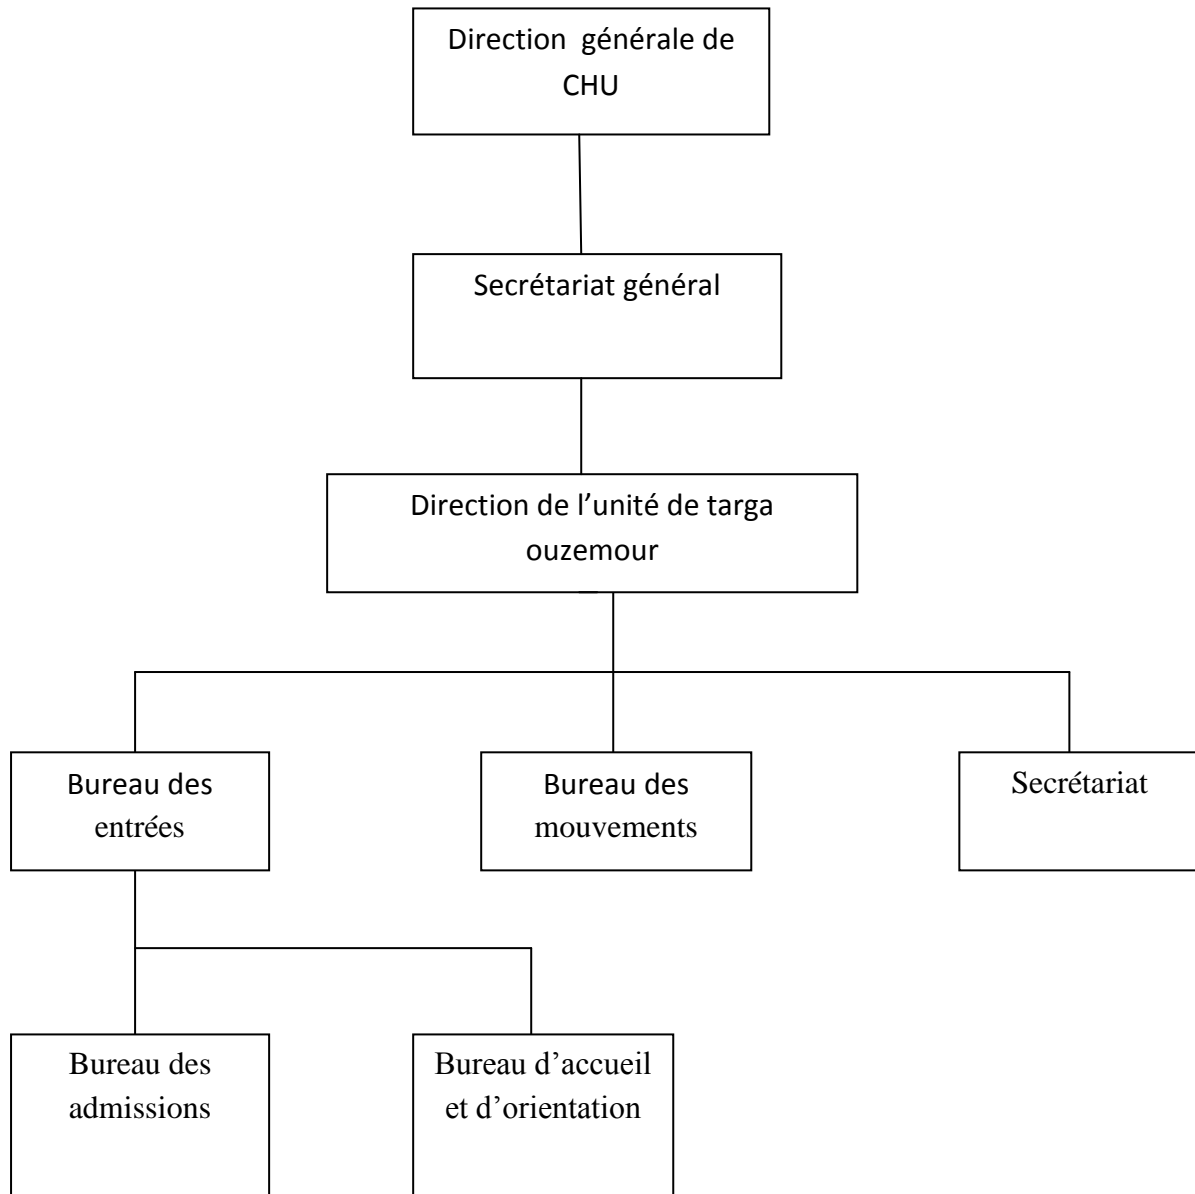 Direction générale de
CHU
Secrétariat général
Direction de l’unité de targa
ouzemour
Bureau des
entrées
Bureau des
mouvements
Secrétariat
Bureau des
admissions
Bureau d’accueil
et d’orientation